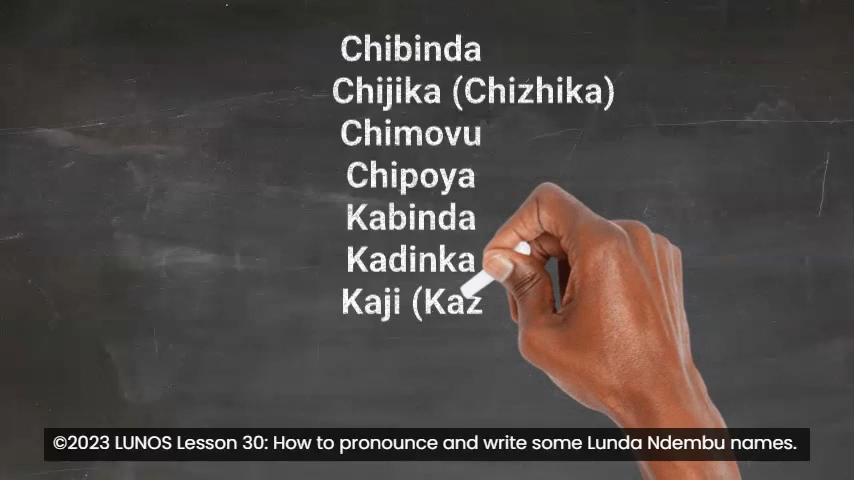 Chibinda
Chijika (Chizhika)
Chimovu
Chipoya
Kabinda
Kadinka
Kaji (Kaz
©2023 LUNOS Lesson 30: How to pronounce and write some Lunda Ndembu names.